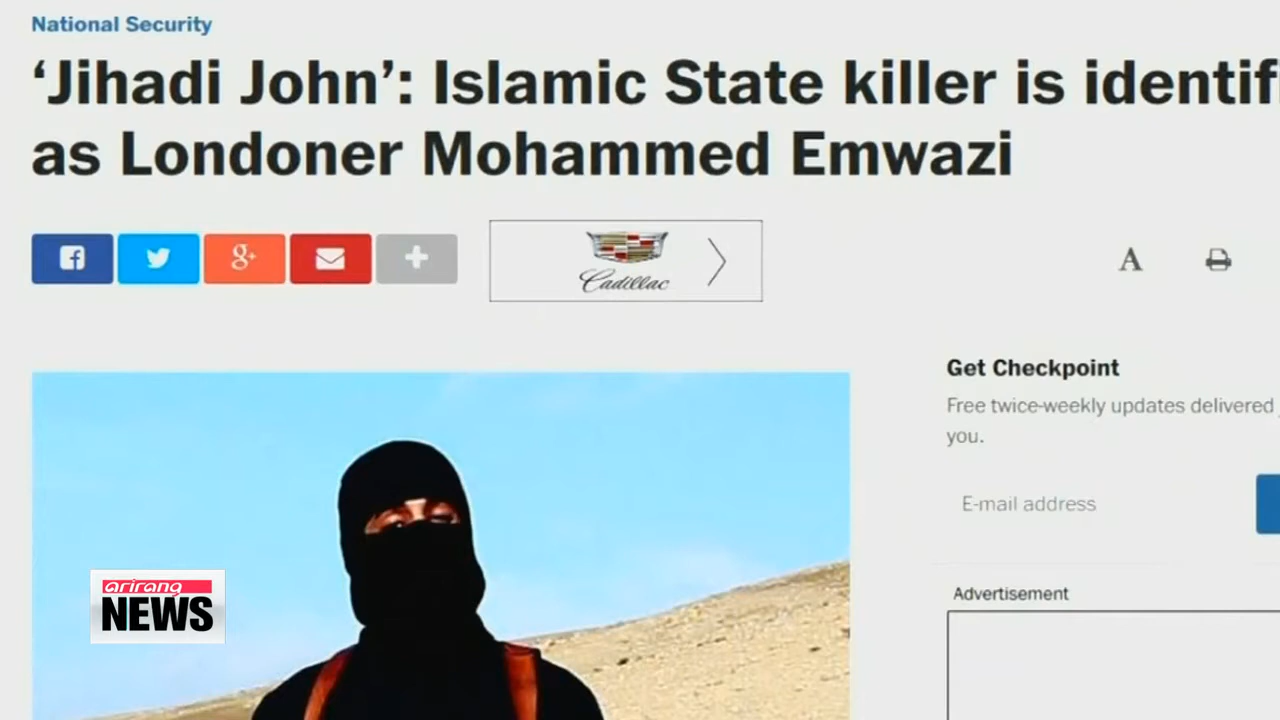 National Security
‘Jihadi John’: Islamic State killer is identifi
as Londoner Mohammed Emwazi
g+
Cadillac
A
Get Checkpoint
Free twice-weekly updates delivered
you.
E-mail address
Advertisement
arirang
NEWS